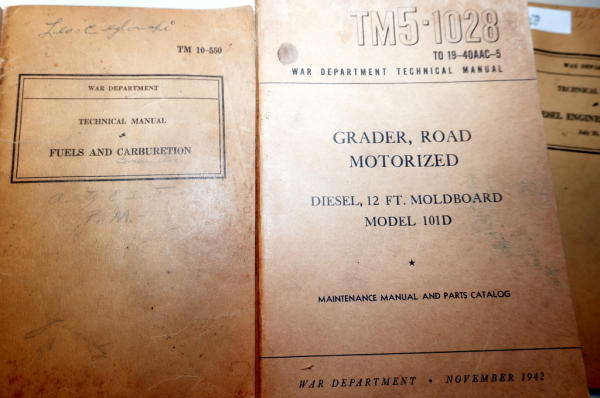 TM 10-550
WAR DEPARTMENT
TECHNICAL MANUAL
FUELS AND CARBURETION
TM5-1028
TO 19-40AAC-5
WAR DEPARTMENT TECHNICAL MANUAL
GRADER, ROAD
MOTORIZED
DIESEL, 12 FT. MOLDBOARD
MODEL 101D
★
MAINTENANCE MANUAL AND PARTS CATALOG
WAR DEPARTMENT • NOVEMBER 1942
WAR
TECHNICAL
ENGINE